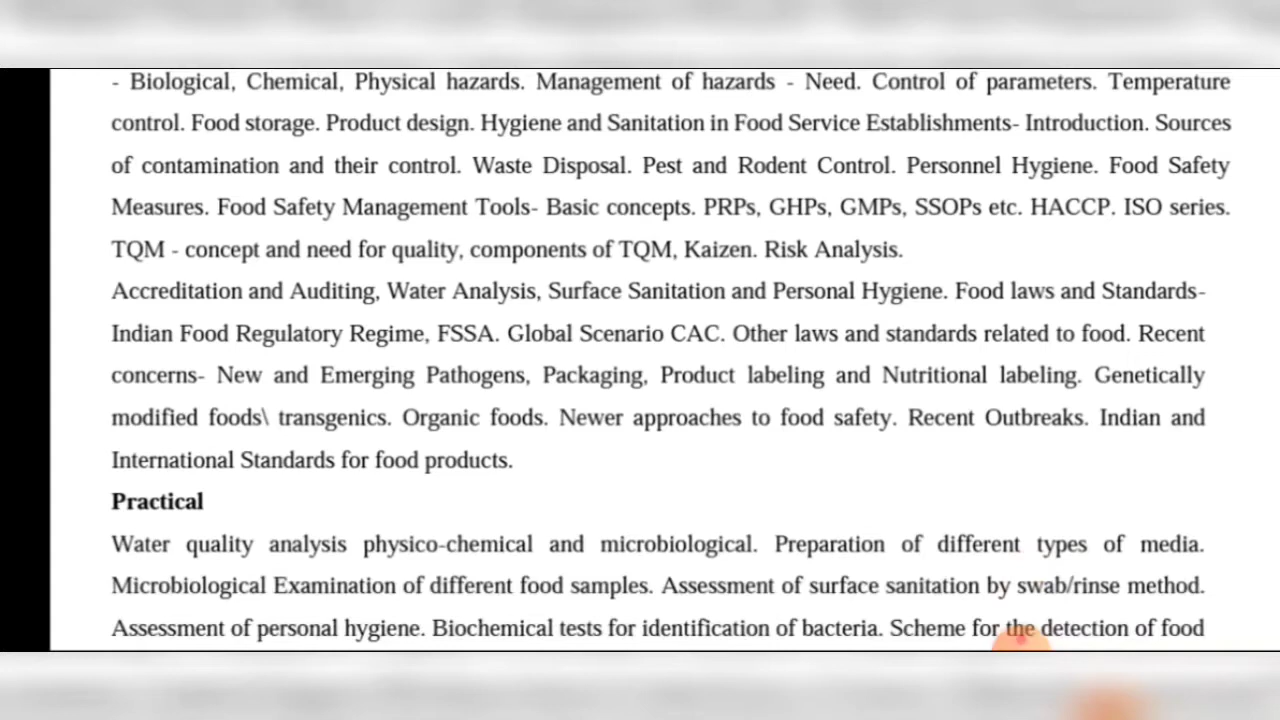 - Biological, Chemical, Physical hazards. Management of hazards - Need. Control of parameters. Temperature
control. Food storage. Product design. Hygiene and Sanitation in Food Service Establishments- Introduction. Sources
of contamination and their control. Waste Disposal. Pest and Rodent Control. Personnel Hygiene. Food Safety
Measures. Food Safety Management Tools- Basic concepts. PRPs, GHPs, GMPs, SSOPs etc. HACCP. ISO series.
TQM - concept and need for quality, components of TQM, Kaizen. Risk Analysis.
Accreditation and Auditing, Water Analysis, Surface Sanitation and Personal Hygiene. Food laws and Standards-
Indian Food Regulatory Regime, FSSA. Global Scenario CAC. Other laws and standards related to food. Recent
concerns- New and Emerging Pathogens, Packaging, Product labeling and Nutritional labeling. Genetically
modified foods\ transgenics. Organic foods. Newer approaches to food safety. Recent Outbreaks. Indian and
International Standards for food products.
Practical
Water quality analysis physico-chemical and microbiological. Preparation of different types of media.
Microbiological Examination of different food samples. Assessment of surface sanitation by swab/rinse method.
Assessment of personal hygiene. Biochemical tests for identification of bacteria. Scheme for the detection of food